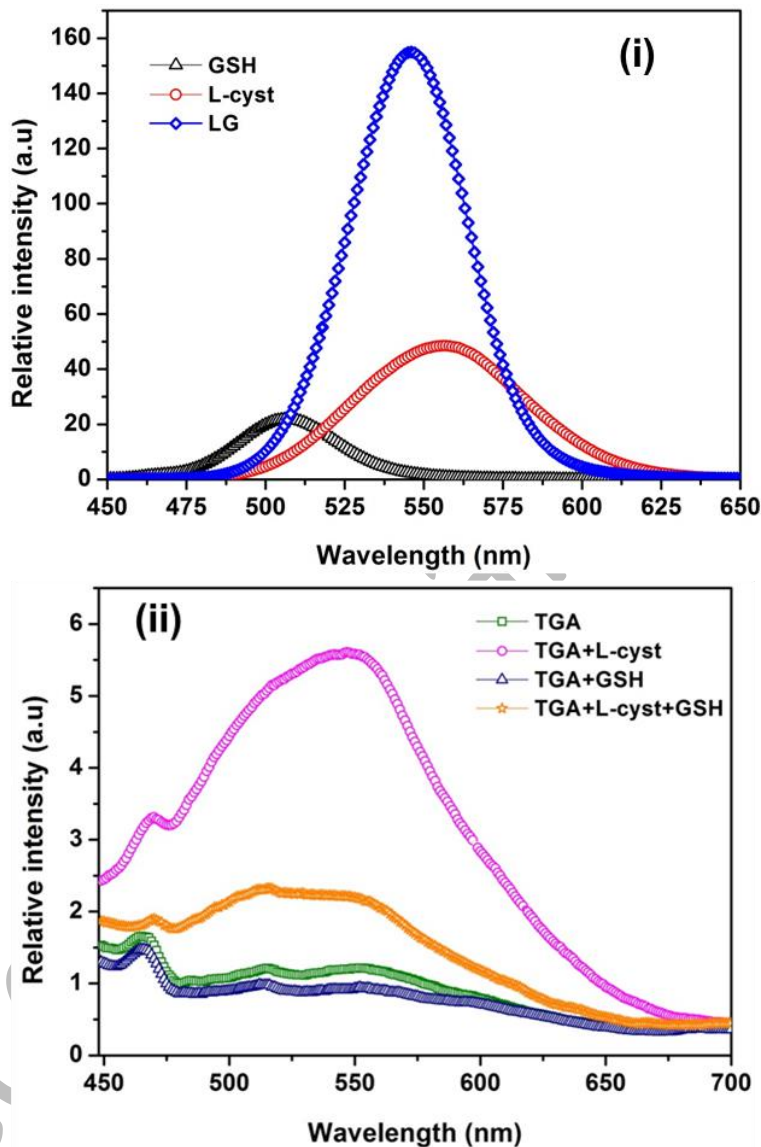 (i)
GSH
L-cyst
LG
160
140
120
100
80
60
40
20
0
450 475 500 525 550 575 600 625 650
Relative intensity (a.u)
Wavelength (nm)
(ii)
TGA
TGA+L-cyst
TGA+GSH
TGA+L-cyst+GSH
6
5
4
3
2
1
0
450 500 550 600 650 700
Relative intensity (a.u)
Wavelength (nm)